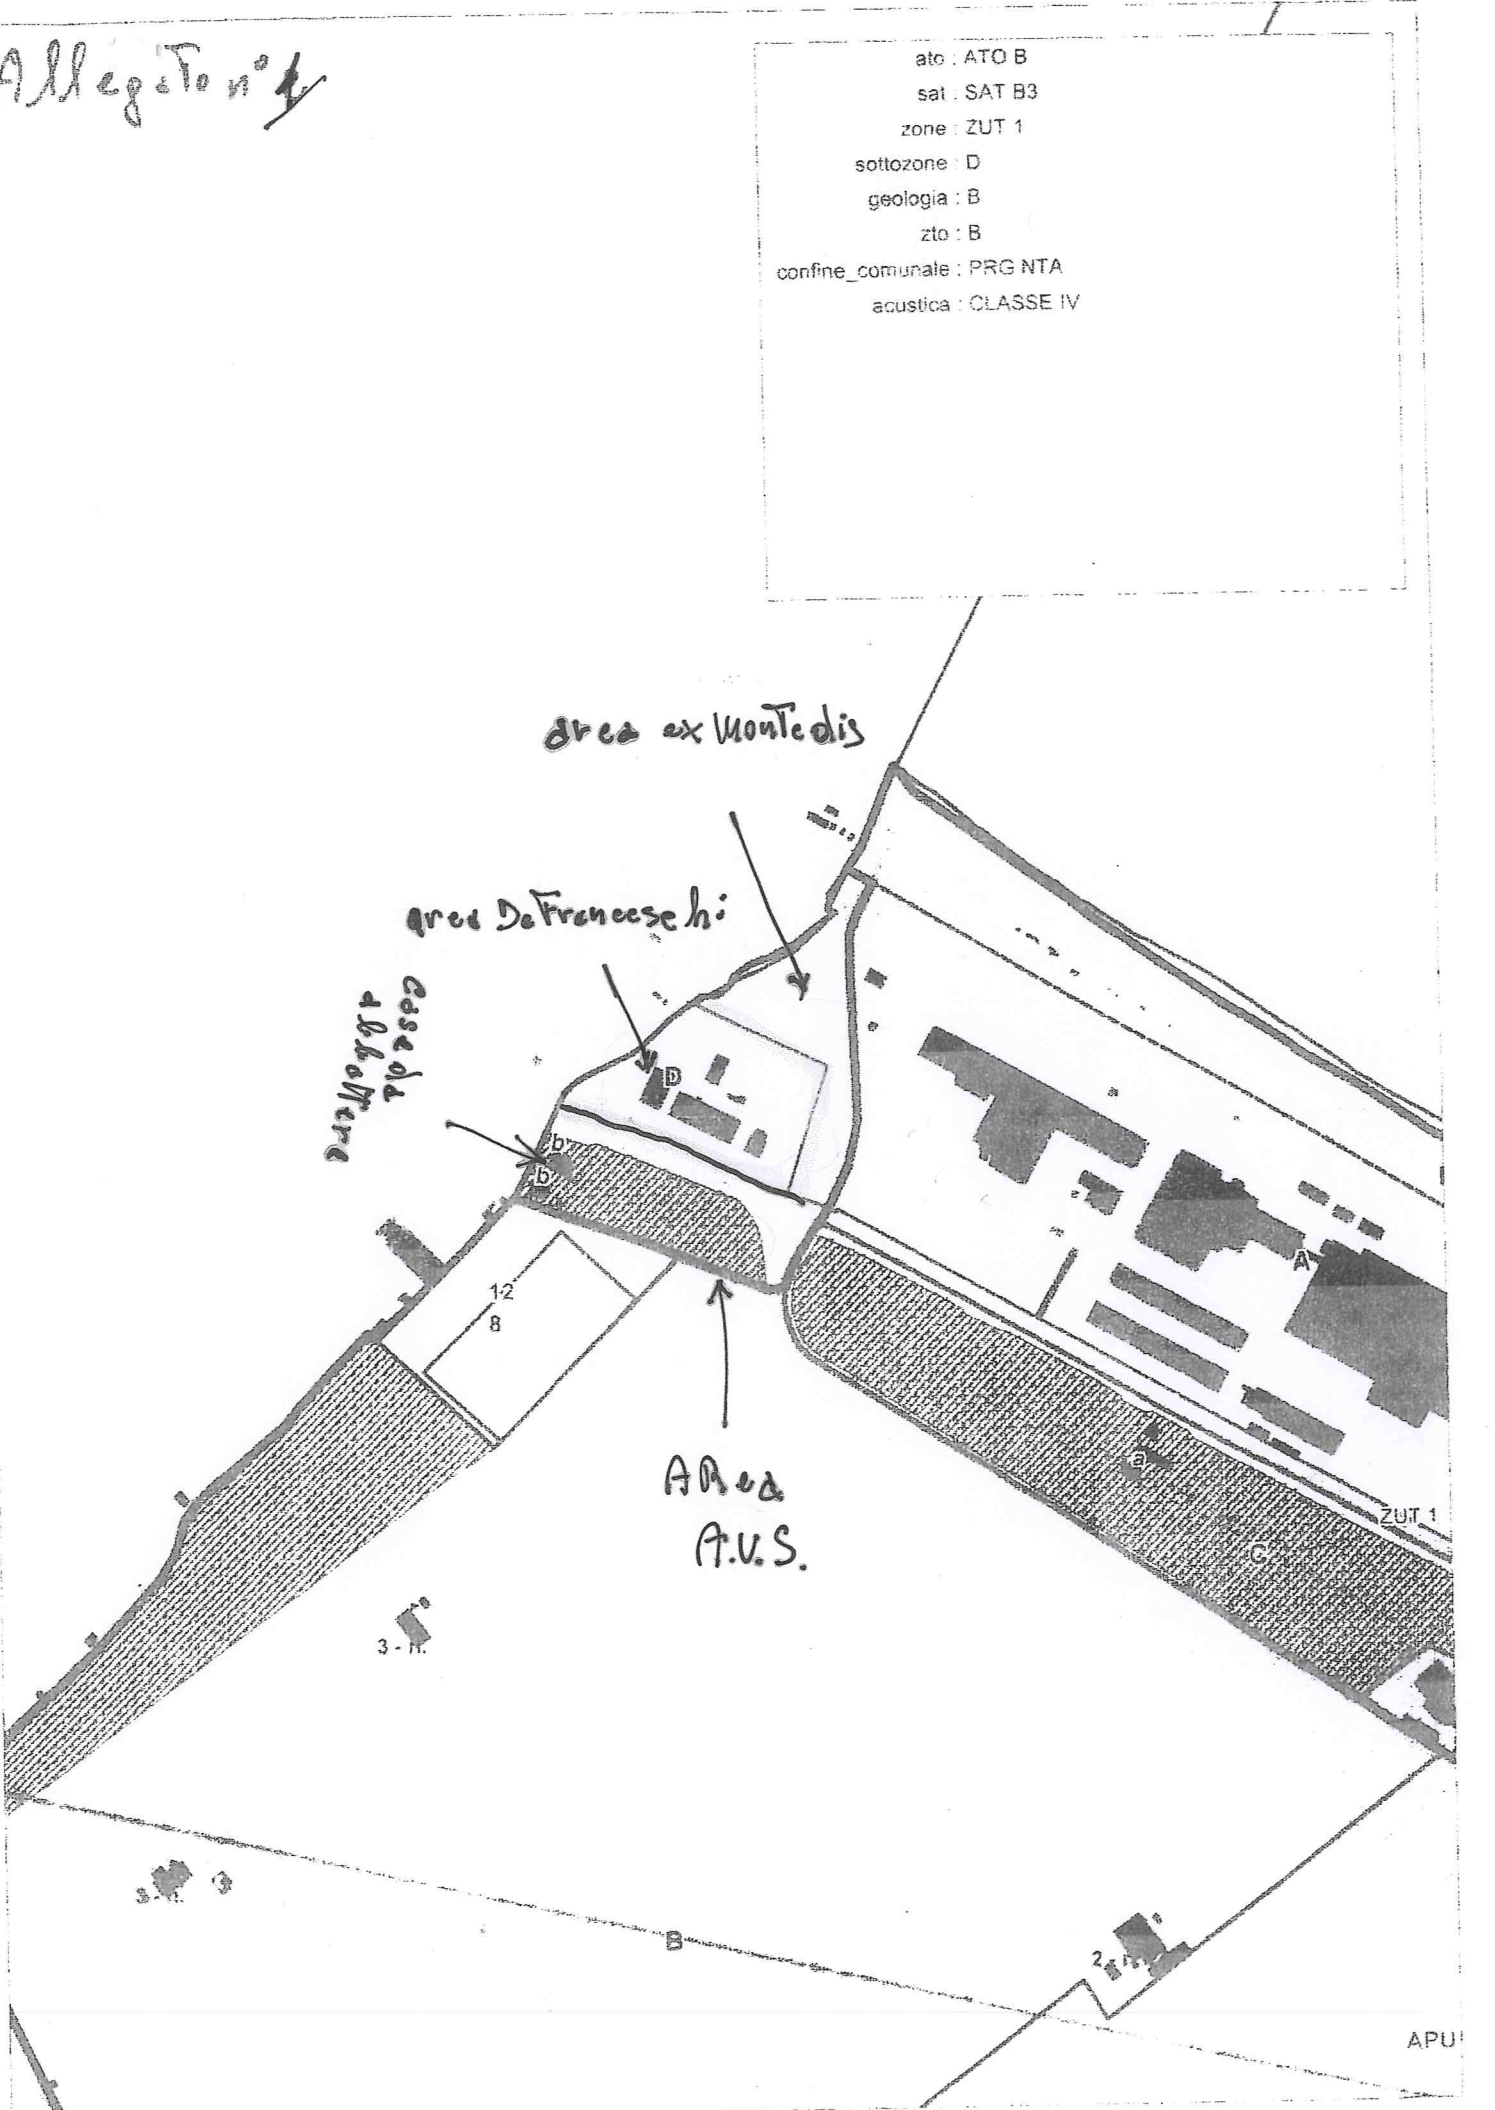 Allegato n° 1
ato : ATO B
sat : SAT B3
zone : ZUT 1
sottozone : D
geologia : B
zto : B
confine_comunale : PRG NTA
acustica : CLASSE IV
area ex Montedis
area De Franceschi
case da
abbattere
D
b
b
A
12
8
a
ZUT 1
C
Area
A.V.S.
3 - n.
3 - n.
B
2
APU